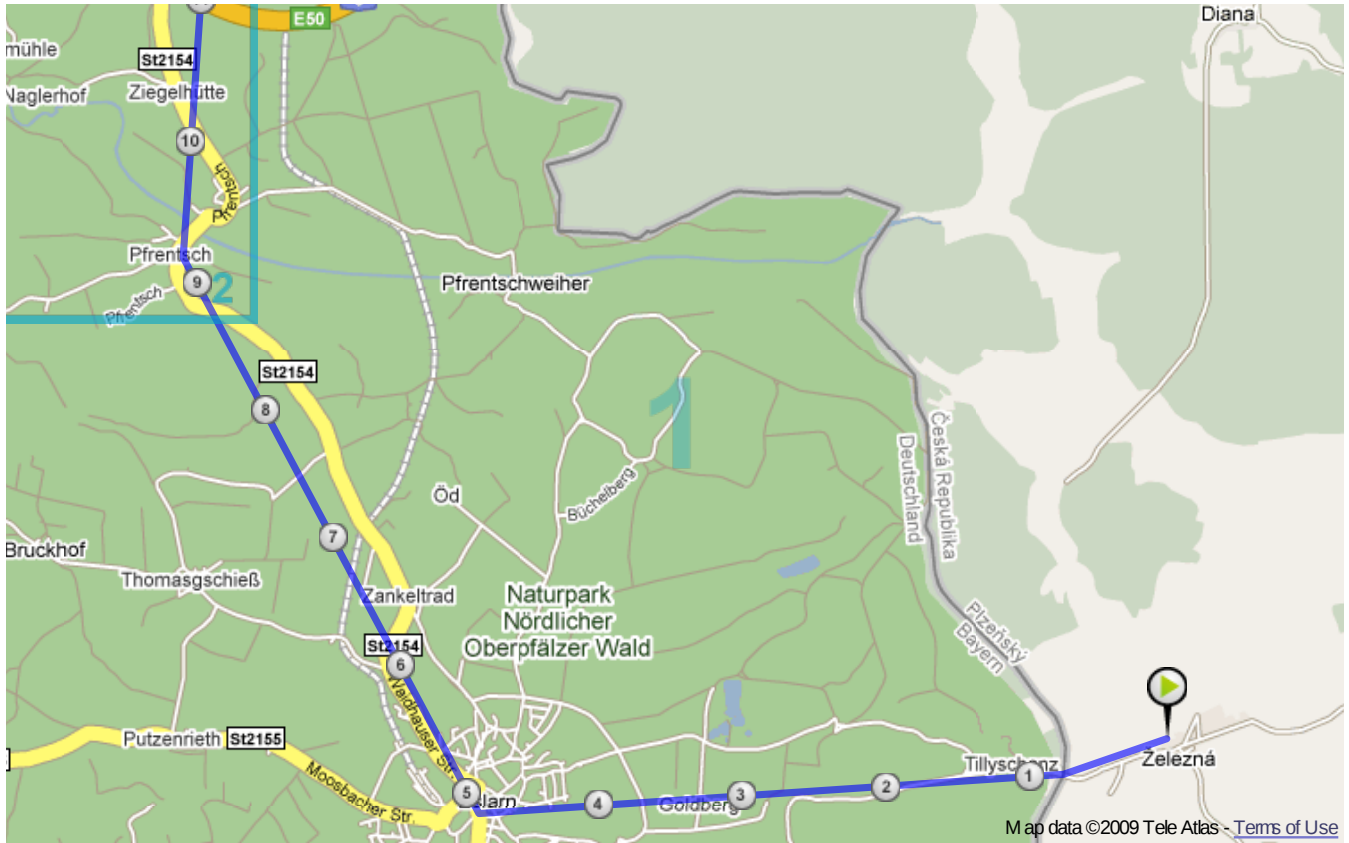 E50
Diana
mühle
St2154
Naglerhof
Ziegelhütte
10
Pfrentsch
Pfrentsch
Pfrentschweiher
9
2
Pfrentsch
St2154
8
1
Česká Republika
Deutschland
Büchelberg
Öd
7
Bruckhof
Thomasgschieß
Zankeltrad
Naturpark
Nördlicher
Oberpfälzer Wald
Plzeňský
Bayern
St2154
6
Waidhauser Str.
Putzenrieth
St2155
Moosbacher Str.
Tillyschanz
Železná
1
2
3
4
5
Goldberg
Map data ©2009 Tele Atlas - Terms of Use